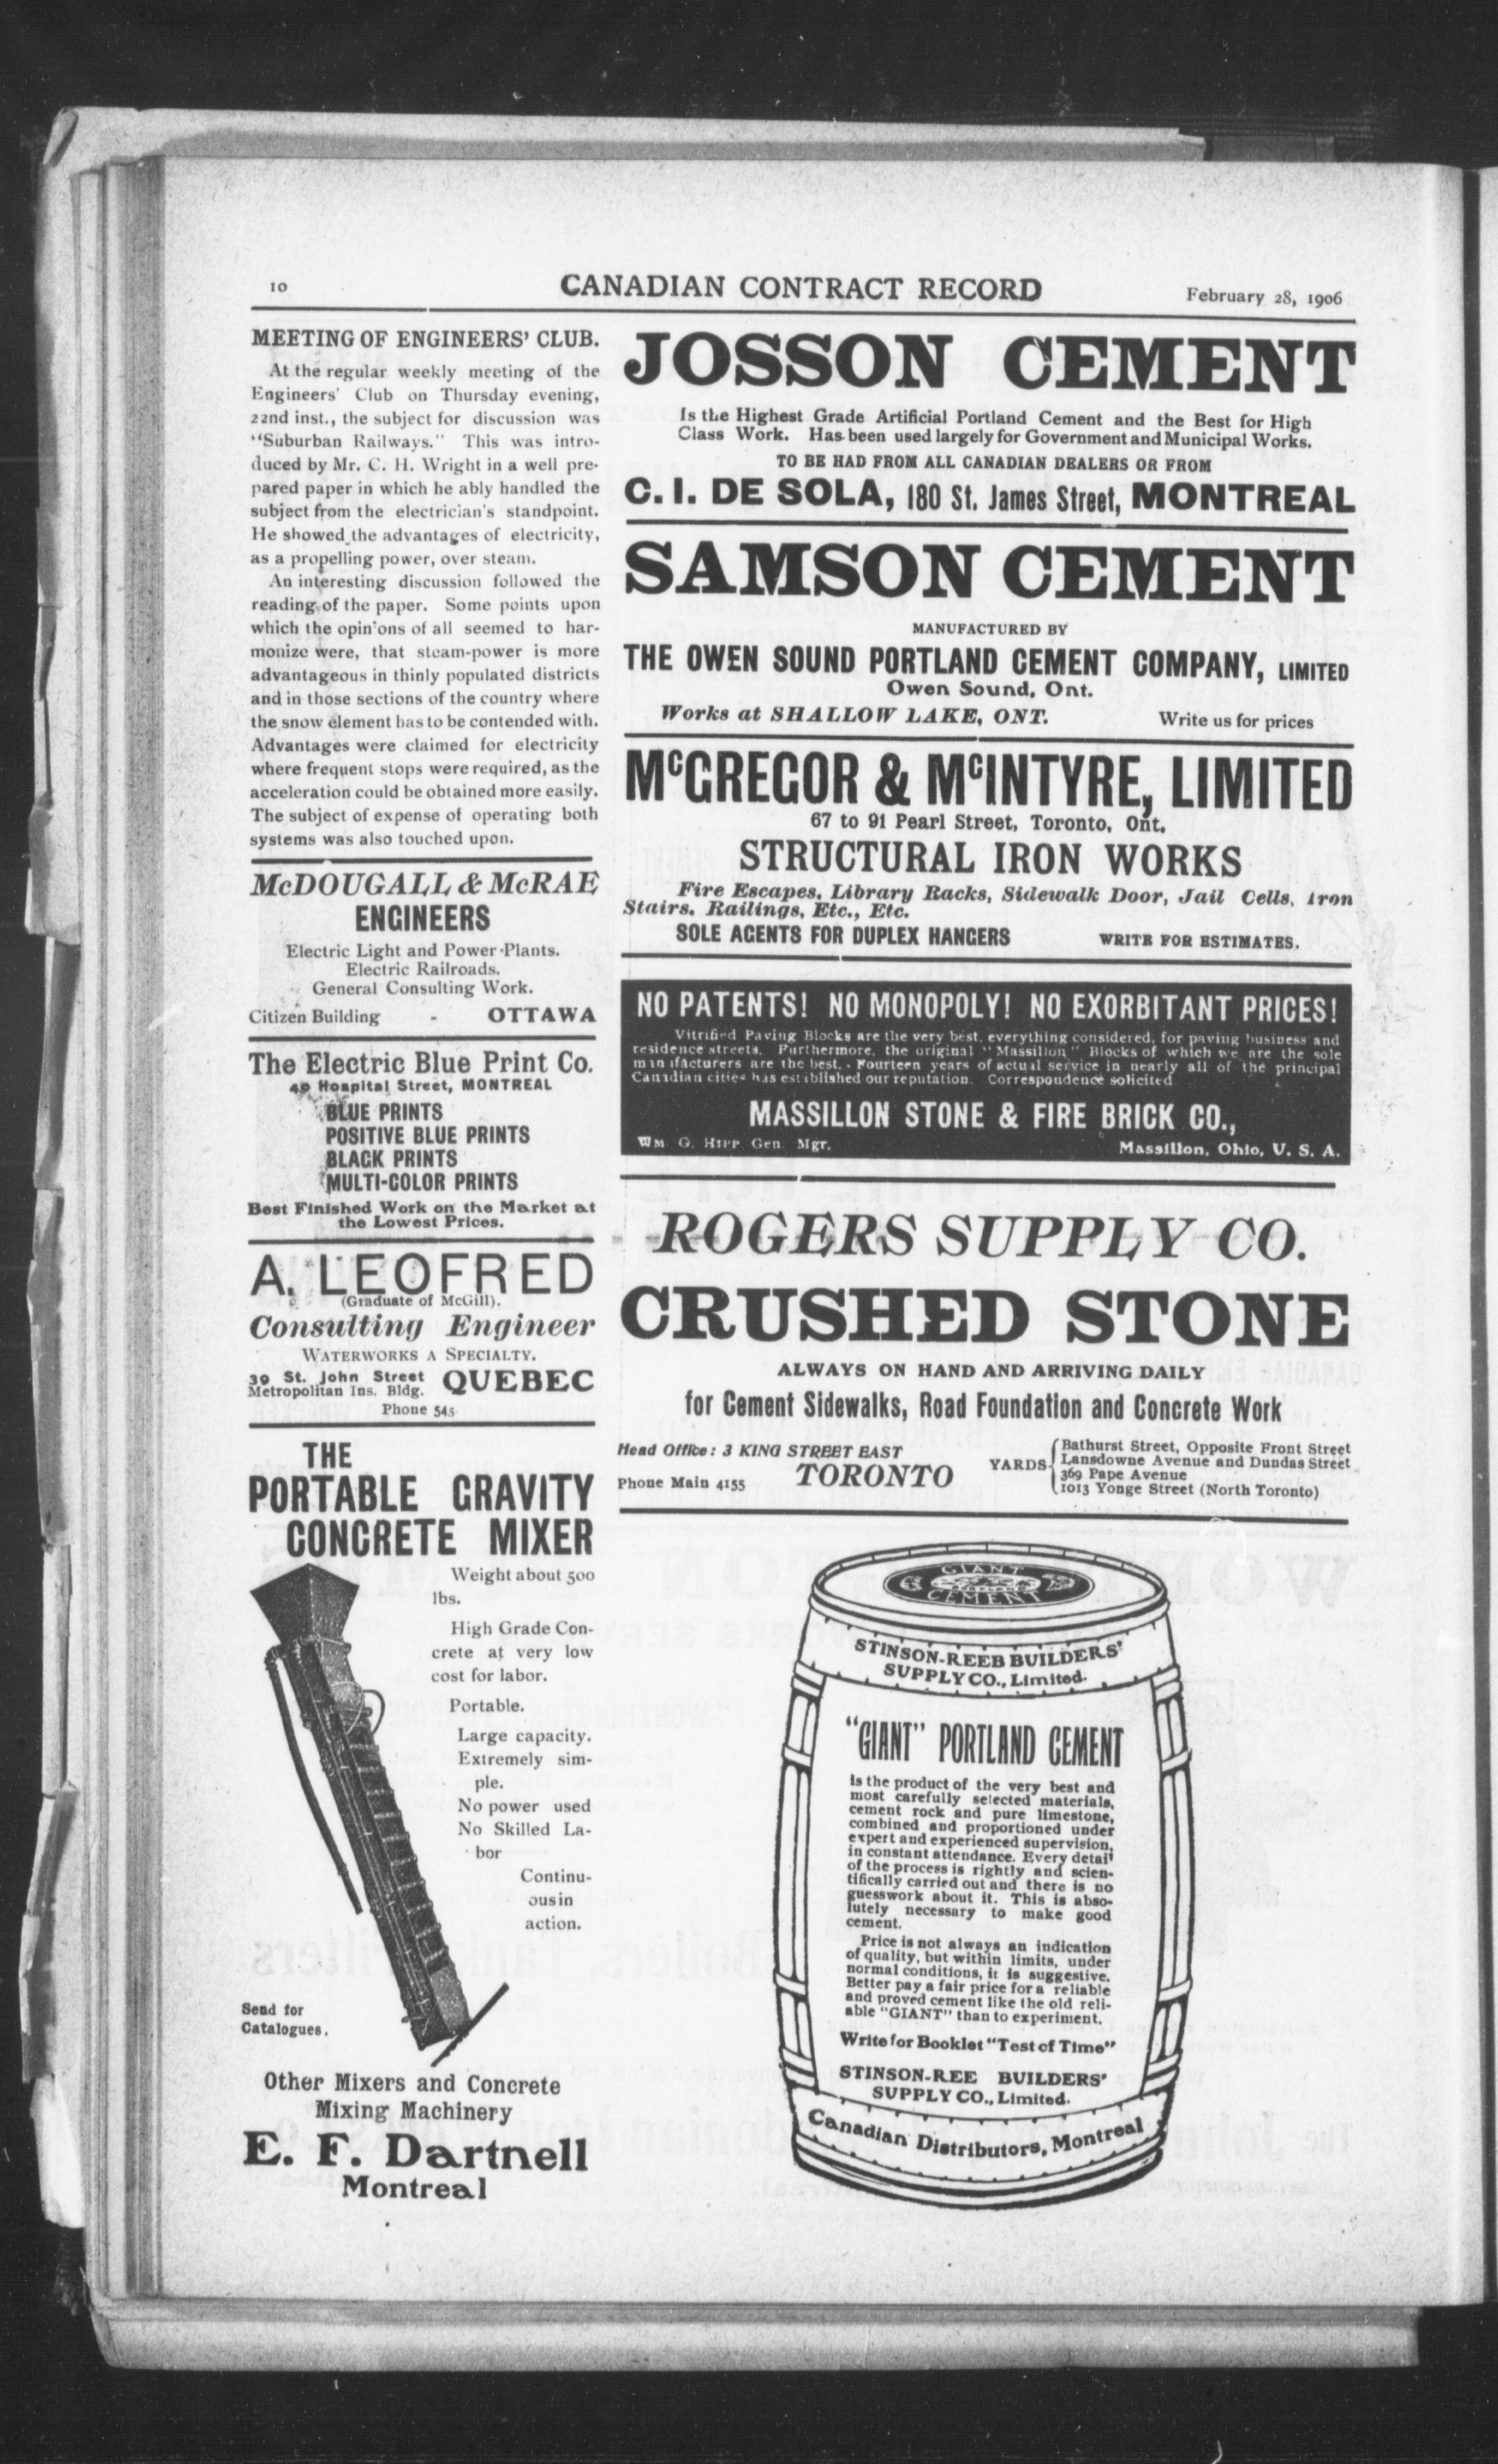 10
CANADIAN CONTRACT RECORD
February 28, 1906
MEETING OF ENGINEERS' CLUB.
At the regular weekly meeting of the
Engineers' Club on Thursday evening,
22nd inst., the subject for discussion was
"Suburban Railways." This was intro-
duced by Mr. C. H. Wright in a well pre-
pared paper in which he ably handled the
subject from the electrician's standpoint.
He showed the advantages of electricity,
as a propelling power, over steam.
An interesting discussion followed the
reading of the paper. Some points upon
which the opin'ons of all seemed to har-
monize were, that steam-power is more
advantageous in thinly populated districts
and in those sections of the country where
the snow element has to be contended with.
Advantages were claimed for electricity
where frequent stops were required, as the
acceleration could be obtained more easily.
The subject of expense of operating both
systems was also touched upon.
McDOUGALL & McRAE
ENGINEERS
Electric Light and Power Plants.
Electric Railroads.
General Consulting Work.
Citizen Building - OTTAWA
The Electric Blue Print Co.
40 Hospital Street, MONTREAL
BLUE PRINTS
POSITIVE BLUE PRINTS
BLACK PRINTS
MULTI-COLOR PRINTS
Best Finished Work on the Market at
the Lowest Prices.
A. LEOFRED
(Graduate of McGill).
Consulting Engineer
WATERWORKS A SPECIALTY.
39 St. John Street
Metropolitan Ins. Bldg.
QUEBEC
Phone 545
THE
PORTABLE GRAVITY
CONCRETE MIXER
Weight about 500
lbs.
High Grade Con-
crete at very low
cost for labor.
Portable.
Large capacity.
Extremely sim-
ple.
No power used
No Skilled La-
bor
Continu-
ous in
action.
Send for
Catalogues.
Other Mixers and Concrete
Mixing Machinery
E. F. Dartnell
Montreal
JOSSON CEMENT
Is the Highest Grade Artificial Portland Cement and the Best for High
Class Work. Has been used largely for Government and Municipal Works.
TO BE HAD FROM ALL CANADIAN DEALERS OR FROM
C. I. DE SOLA, 180 St. James Street, MONTREAL
SAMSON CEMENT
MANUFACTURED BY
THE OWEN SOUND PORTLAND CEMENT COMPANY, LIMITED
Owen Sound, Ont.
Works at SHALLOW LAKE, ONT. Write us for prices
McGREGOR & McINTYRE, LIMITED
67 to 91 Pearl Street, Toronto, Ont.
STRUCTURAL IRON WORKS
Fire Escapes, Library Racks, Sidewalk Door, Jail Cells, Iron
Stairs, Railings, Etc., Etc.
SOLE AGENTS FOR DUPLEX HANGERS WRITE FOR ESTIMATES.
NO PATENTS! NO MONOPOLY! NO EXORBITANT PRICES!
Vitrified Paving Blocks are the very best, everything considered, for paving business and
residence streets. Furthermore, the original "Massillon" Blocks of which we are the sole
manufacturers are the best. Fourteen years of actual service in nearly all of the principal
Canadian cities has established our reputation. Correspondence solicited
MASSILLON STONE & FIRE BRICK CO.,
WM. G. HIPP Gen. Mgr. Massillon, Ohio, U. S. A.
ROGERS SUPPLY CO.
CRUSHED STONE
ALWAYS ON HAND AND ARRIVING DAILY
for Cement Sidewalks, Road Foundation and Concrete Work
Head Office: 3 KING STREET EAST
Phone Main 4155 TORONTO
YARDS
Bathurst Street, Opposite Front Street
Lansdowne Avenue and Dundas Street
369 Pape Avenue
1013 Yonge Street (North Toronto)
GIANT
CEMENT
STINSON-REEB BUILDERS'
SUPPLY CO., Limited.
"GIANT" PORTLAND CEMENT
Is the product of the very best and
most carefully selected materials,
cement rock and pure limestone,
combined and proportioned under
expert and experienced supervision,
in constant attendance. Every detail
of the process is rightly and scien-
tifically carried out and there is no
guesswork about it. This is abso-
lutely necessary to make good
cement.
Price is not always an indication
of quality, but within limits, under
normal conditions, it is suggestive.
Better pay a fair price for a reliable
and proved cement like the old reli-
able "GIANT" than to experiment.
Write for Booklet "Test of Time"
STINSON-REE BUILDERS'
SUPPLY CO., Limited.
Canadian Distributors, Montreal